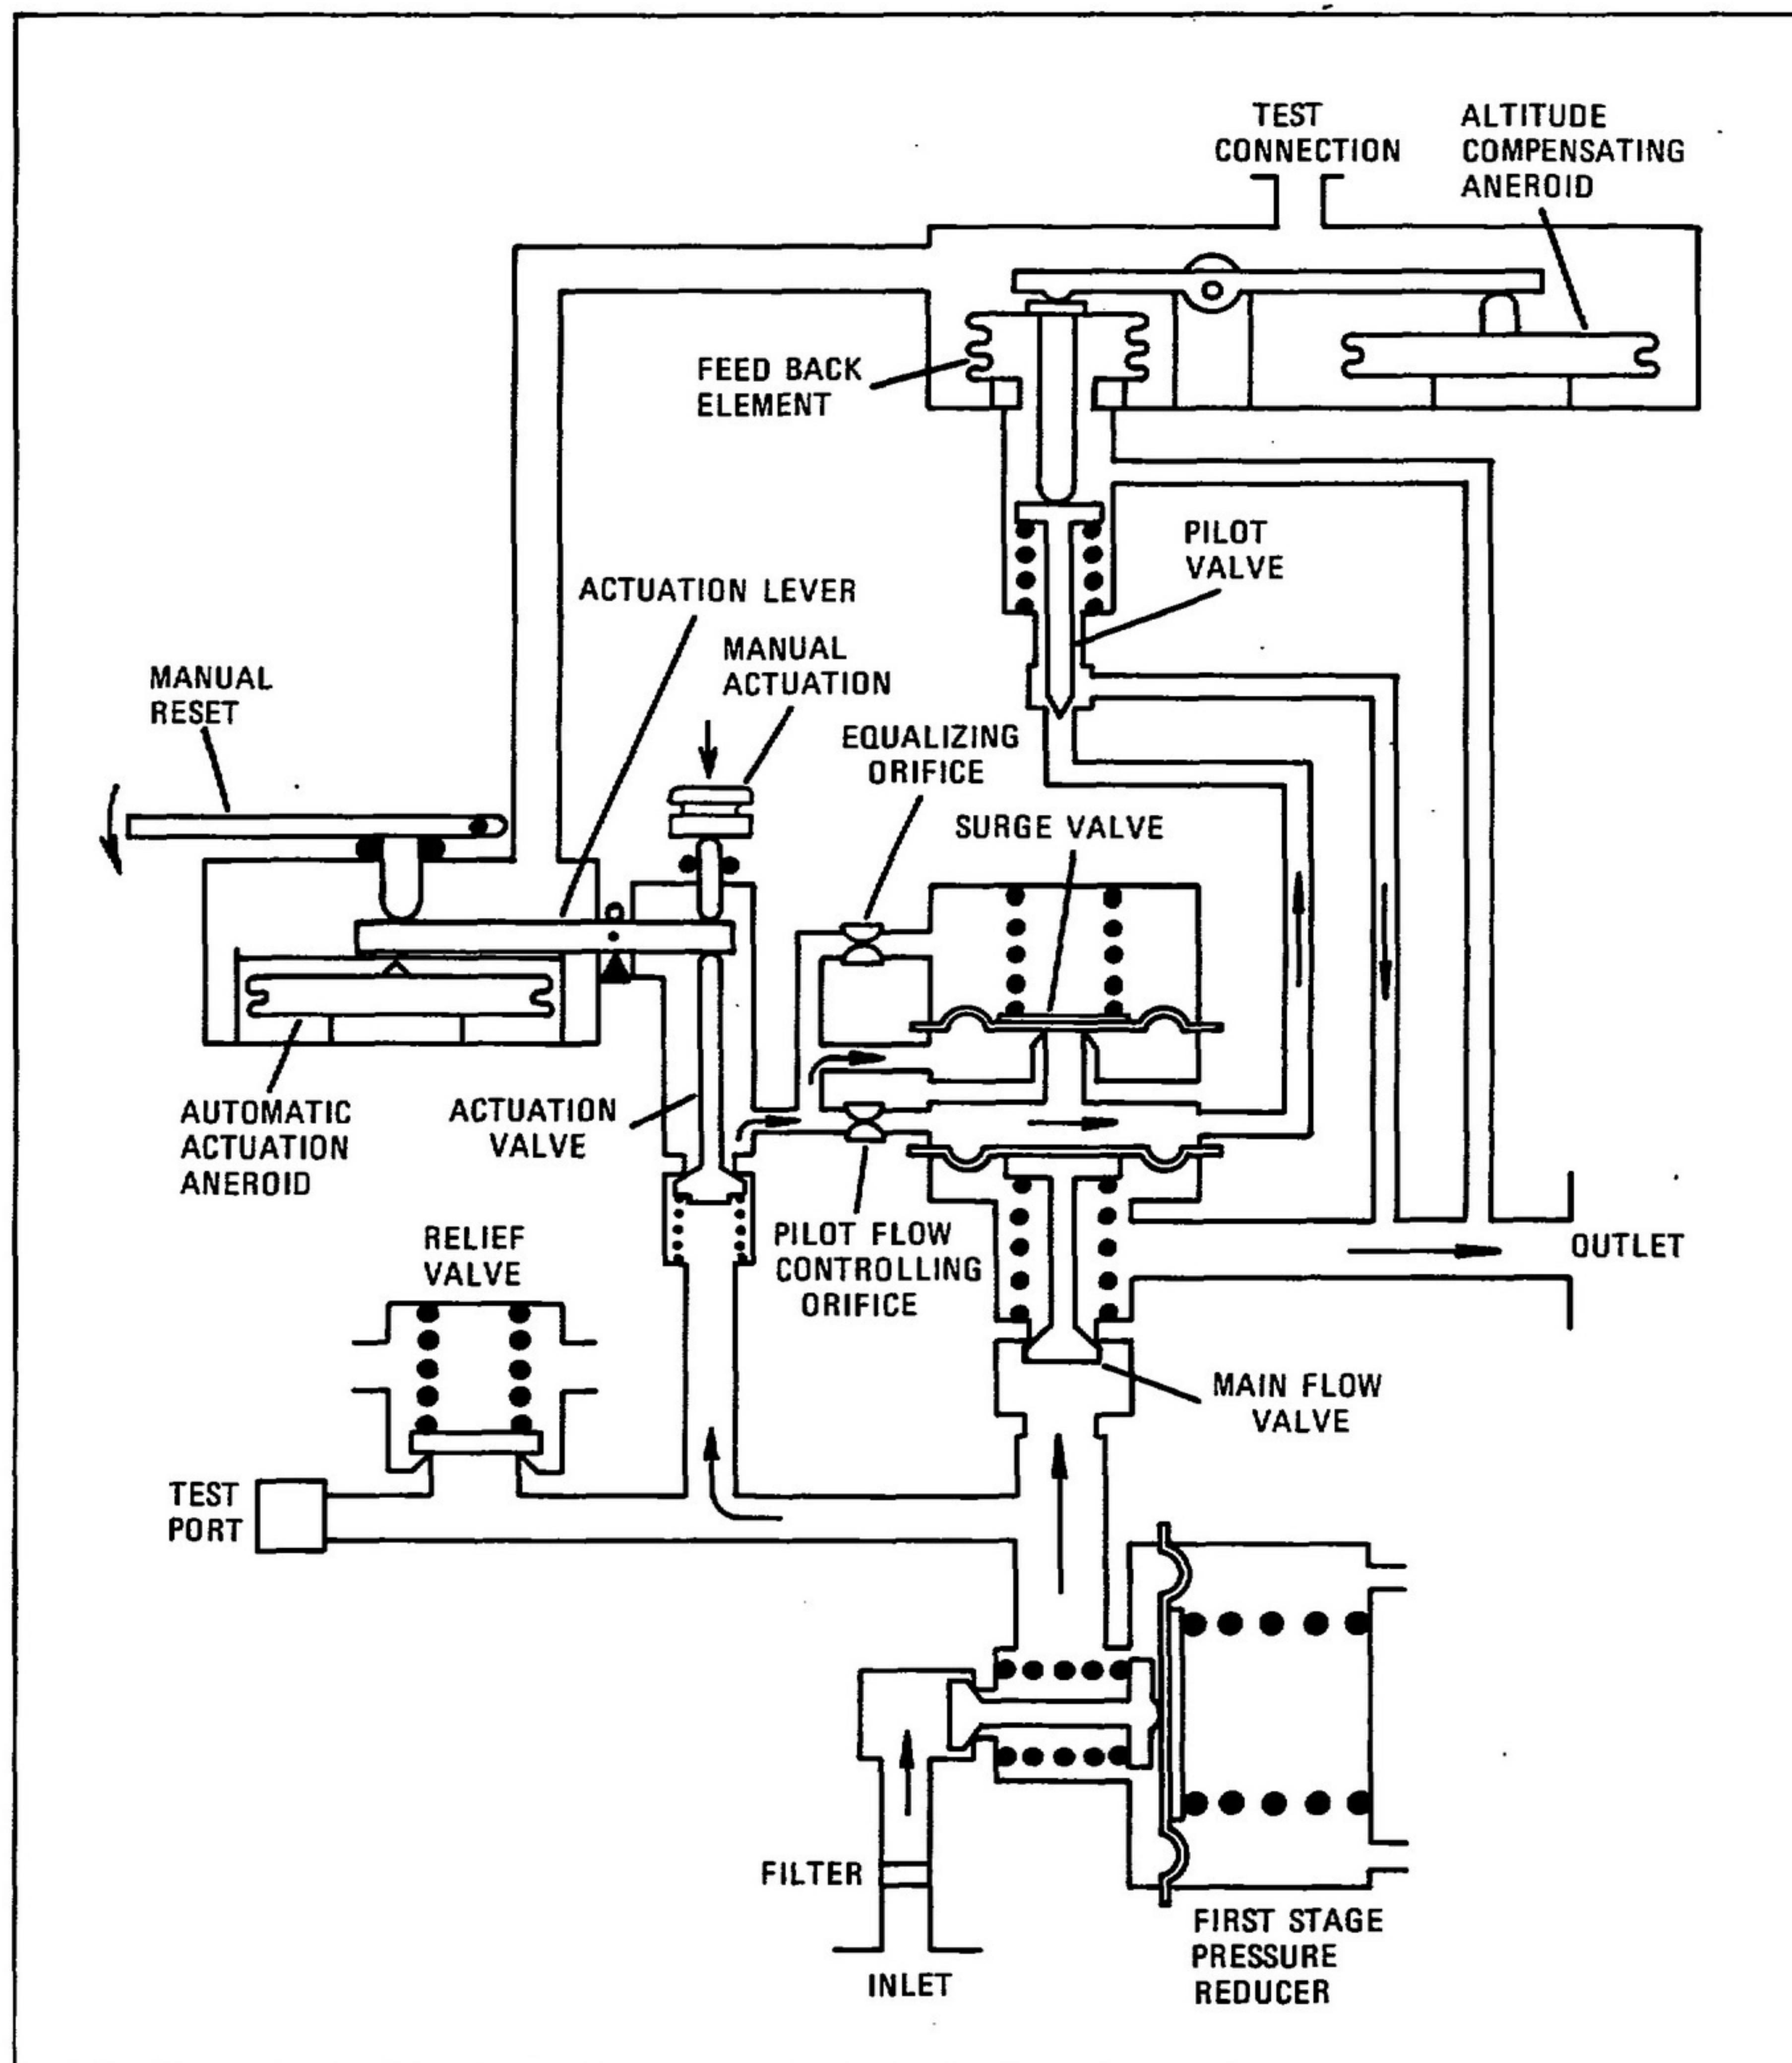 TEST
CONNECTION
ALTITUDE
COMPENSATING
ANEROID
FEED BACK
ELEMENT
PILOT
VALVE
ACTUATION LEVER
MANUAL
ACTUATION
MANUAL
RESET
EQUALIZING
ORIFICE
SURGE VALVE
AUTOMATIC
ACTUATION
ANEROID
ACTUATION
VALVE
RELIEF
VALVE
PILOT FLOW
CONTROLLING
ORIFICE
OUTLET
MAIN FLOW
VALVE
TEST
PORT
FILTER
INLET
FIRST STAGE
PRESSURE
REDUCER